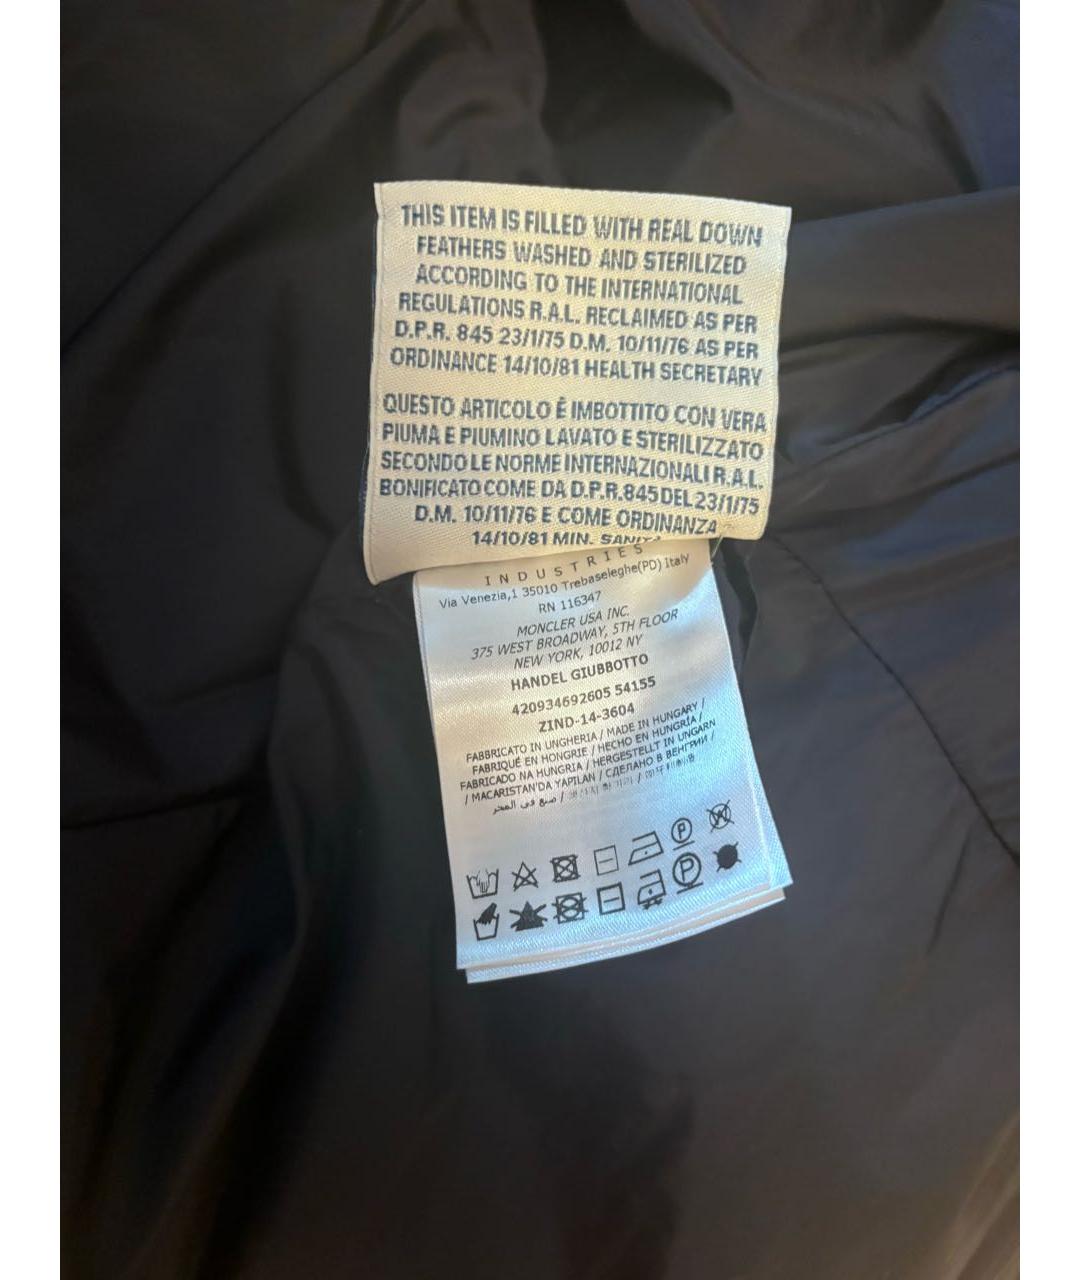 THIS ITEM IS FILLED WITH REAL DOWN
FEATHERS WASHED AND STERILIZED
ACCORDING TO THE INTERNATIONAL
REGULATIONS R.A.L. RECLAIMED AS PER
D.P.R. 845 23/1/75 D.M. 10/11/76 AS PER
ORDINANCE 14/10/81 HEALTH SECRETARY
QUESTO ARTICOLO È IMBOTTITO CON VERA
PIUMA E PIUMINO LAVATO E STERILIZZATO
SECONDO LE NORME INTERNAZIONALI R.A.L.
BONIFICATO COME DA D.P.R. 845 DEL 23/1/75
D.M. 10/11/76 E COME ORDINANZA
14/10/81 MIN. SANITÀ
INDUSTRIES
Via Venezia,1 35010 Trebaseleghe(PD) Italy
RN 116347
MONCLER USA INC.
375 WEST BROADWAY, 5TH FLOOR
NEW YORK, 10012 NY
HANDEL GIUBBOTTO
420934692605 54155
ZIND-14-3604
FABBRICATO IN UNGHERIA / MADE IN HUNGARY /
FABRIQUÉ EN HONGRIE / HECHO EN HUNGRÍA /
FABRICADO NA HUNGRIA / HERGESTELLT IN UNGARN
/ MACARISTAN'DA YAPILAN / СДЕЛАНО В ВЕНГРИИ /
/ صنع في المجر
P
W
P